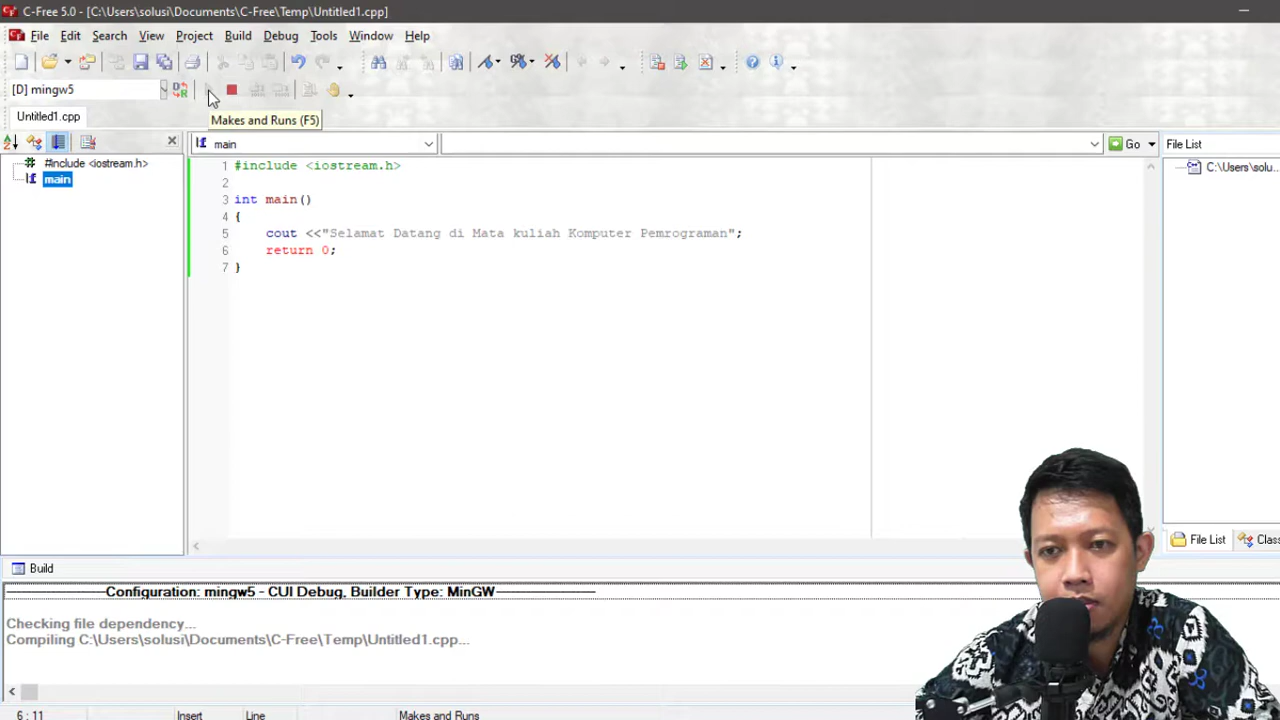 C-Free 5.0 - [C:\Users\solusi\Documents\C-Free\Temp\Untitled1.cpp]
File Edit Search View Project Build Debug Tools Window Help
[D] mingw5
Untitled1.cpp
Makes and Runs (F5)
main
Go
File List
#include <iostream.h>
main
C:\Users\solu...
1 #include <iostream.h>
2
3 int main()
4 {
5 cout <<"Selamat Datang di Mata kuliah Komputer Pemrograman";
6 return 0;
7 }
File List
Class
Build
Configuration: mingw5 - CUI Debug, Builder Type: MinGW
Checking file dependency...
Compiling C:\Users\solusi\Documents\C-Free\Temp\Untitled1.cpp...
6 : 11 Insert Line Makes and Runs